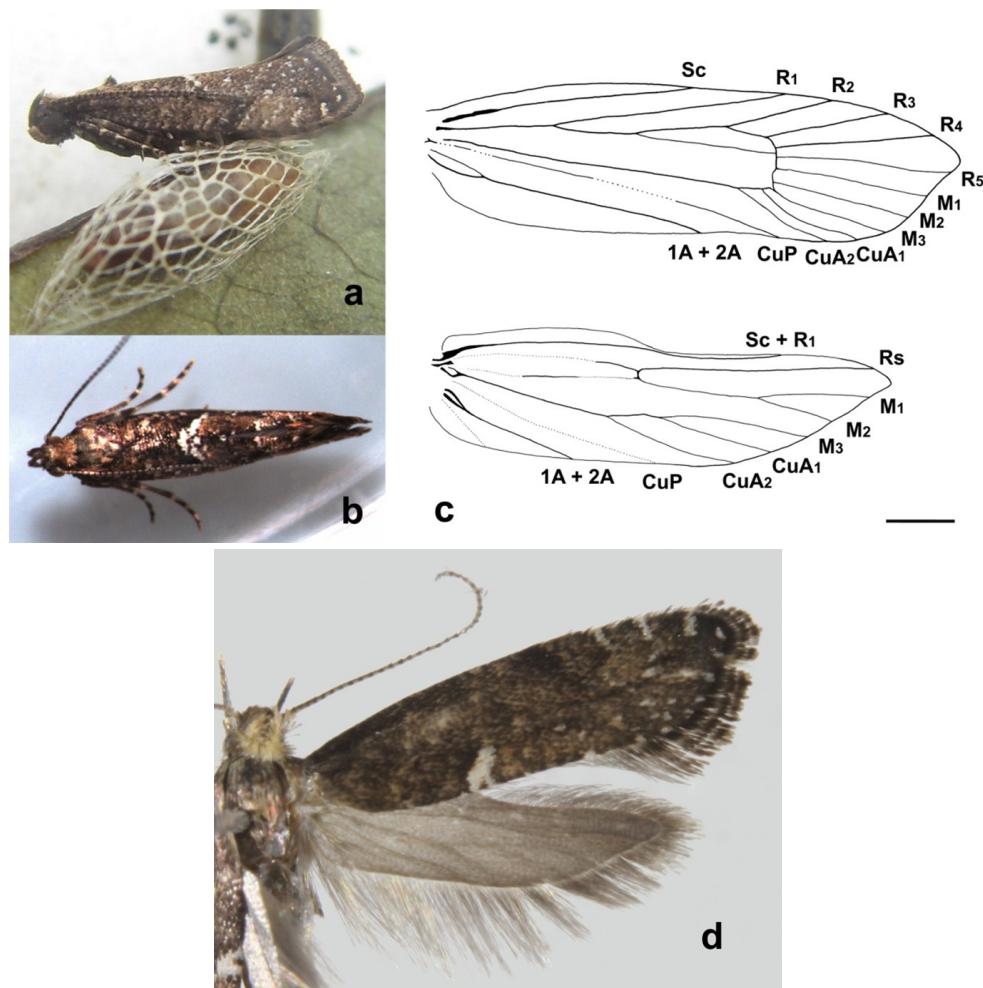 a
b
c
Sc
R1
R2
R3
R4
R5
M1
M2
M3
CuA1
CuA2
CuP
1A + 2A
Sc + R1
Rs
M1
M2
M3
CuA1
CuA2
CuP
1A + 2A
d